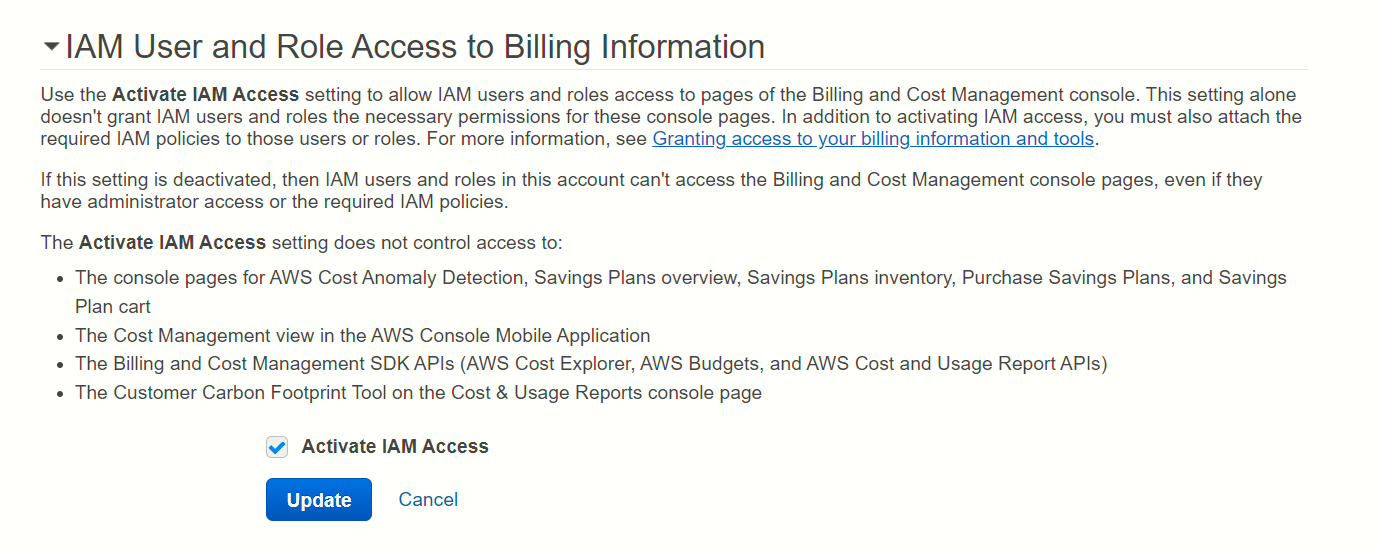 IAM User and Role Access to Billing Information
Use the Activate IAM Access setting to allow IAM users and roles access to pages of the Billing and Cost Management console. This setting alone
doesn't grant IAM users and roles the necessary permissions for these console pages. In addition to activating IAM access, you must also attach the
required IAM policies to those users or roles. For more information, see Granting access to your billing information and tools.
If this setting is deactivated, then IAM users and roles in this account can't access the Billing and Cost Management console pages, even if they
have administrator access or the required IAM policies.
The Activate IAM Access setting does not control access to:
• The console pages for AWS Cost Anomaly Detection, Savings Plans overview, Savings Plans inventory, Purchase Savings Plans, and Savings
Plan cart
• The Cost Management view in the AWS Console Mobile Application
• The Billing and Cost Management SDK APIs (AWS Cost Explorer, AWS Budgets, and AWS Cost and Usage Report APIs)
• The Customer Carbon Footprint Tool on the Cost & Usage Reports console page
Activate IAM Access
Update Cancel